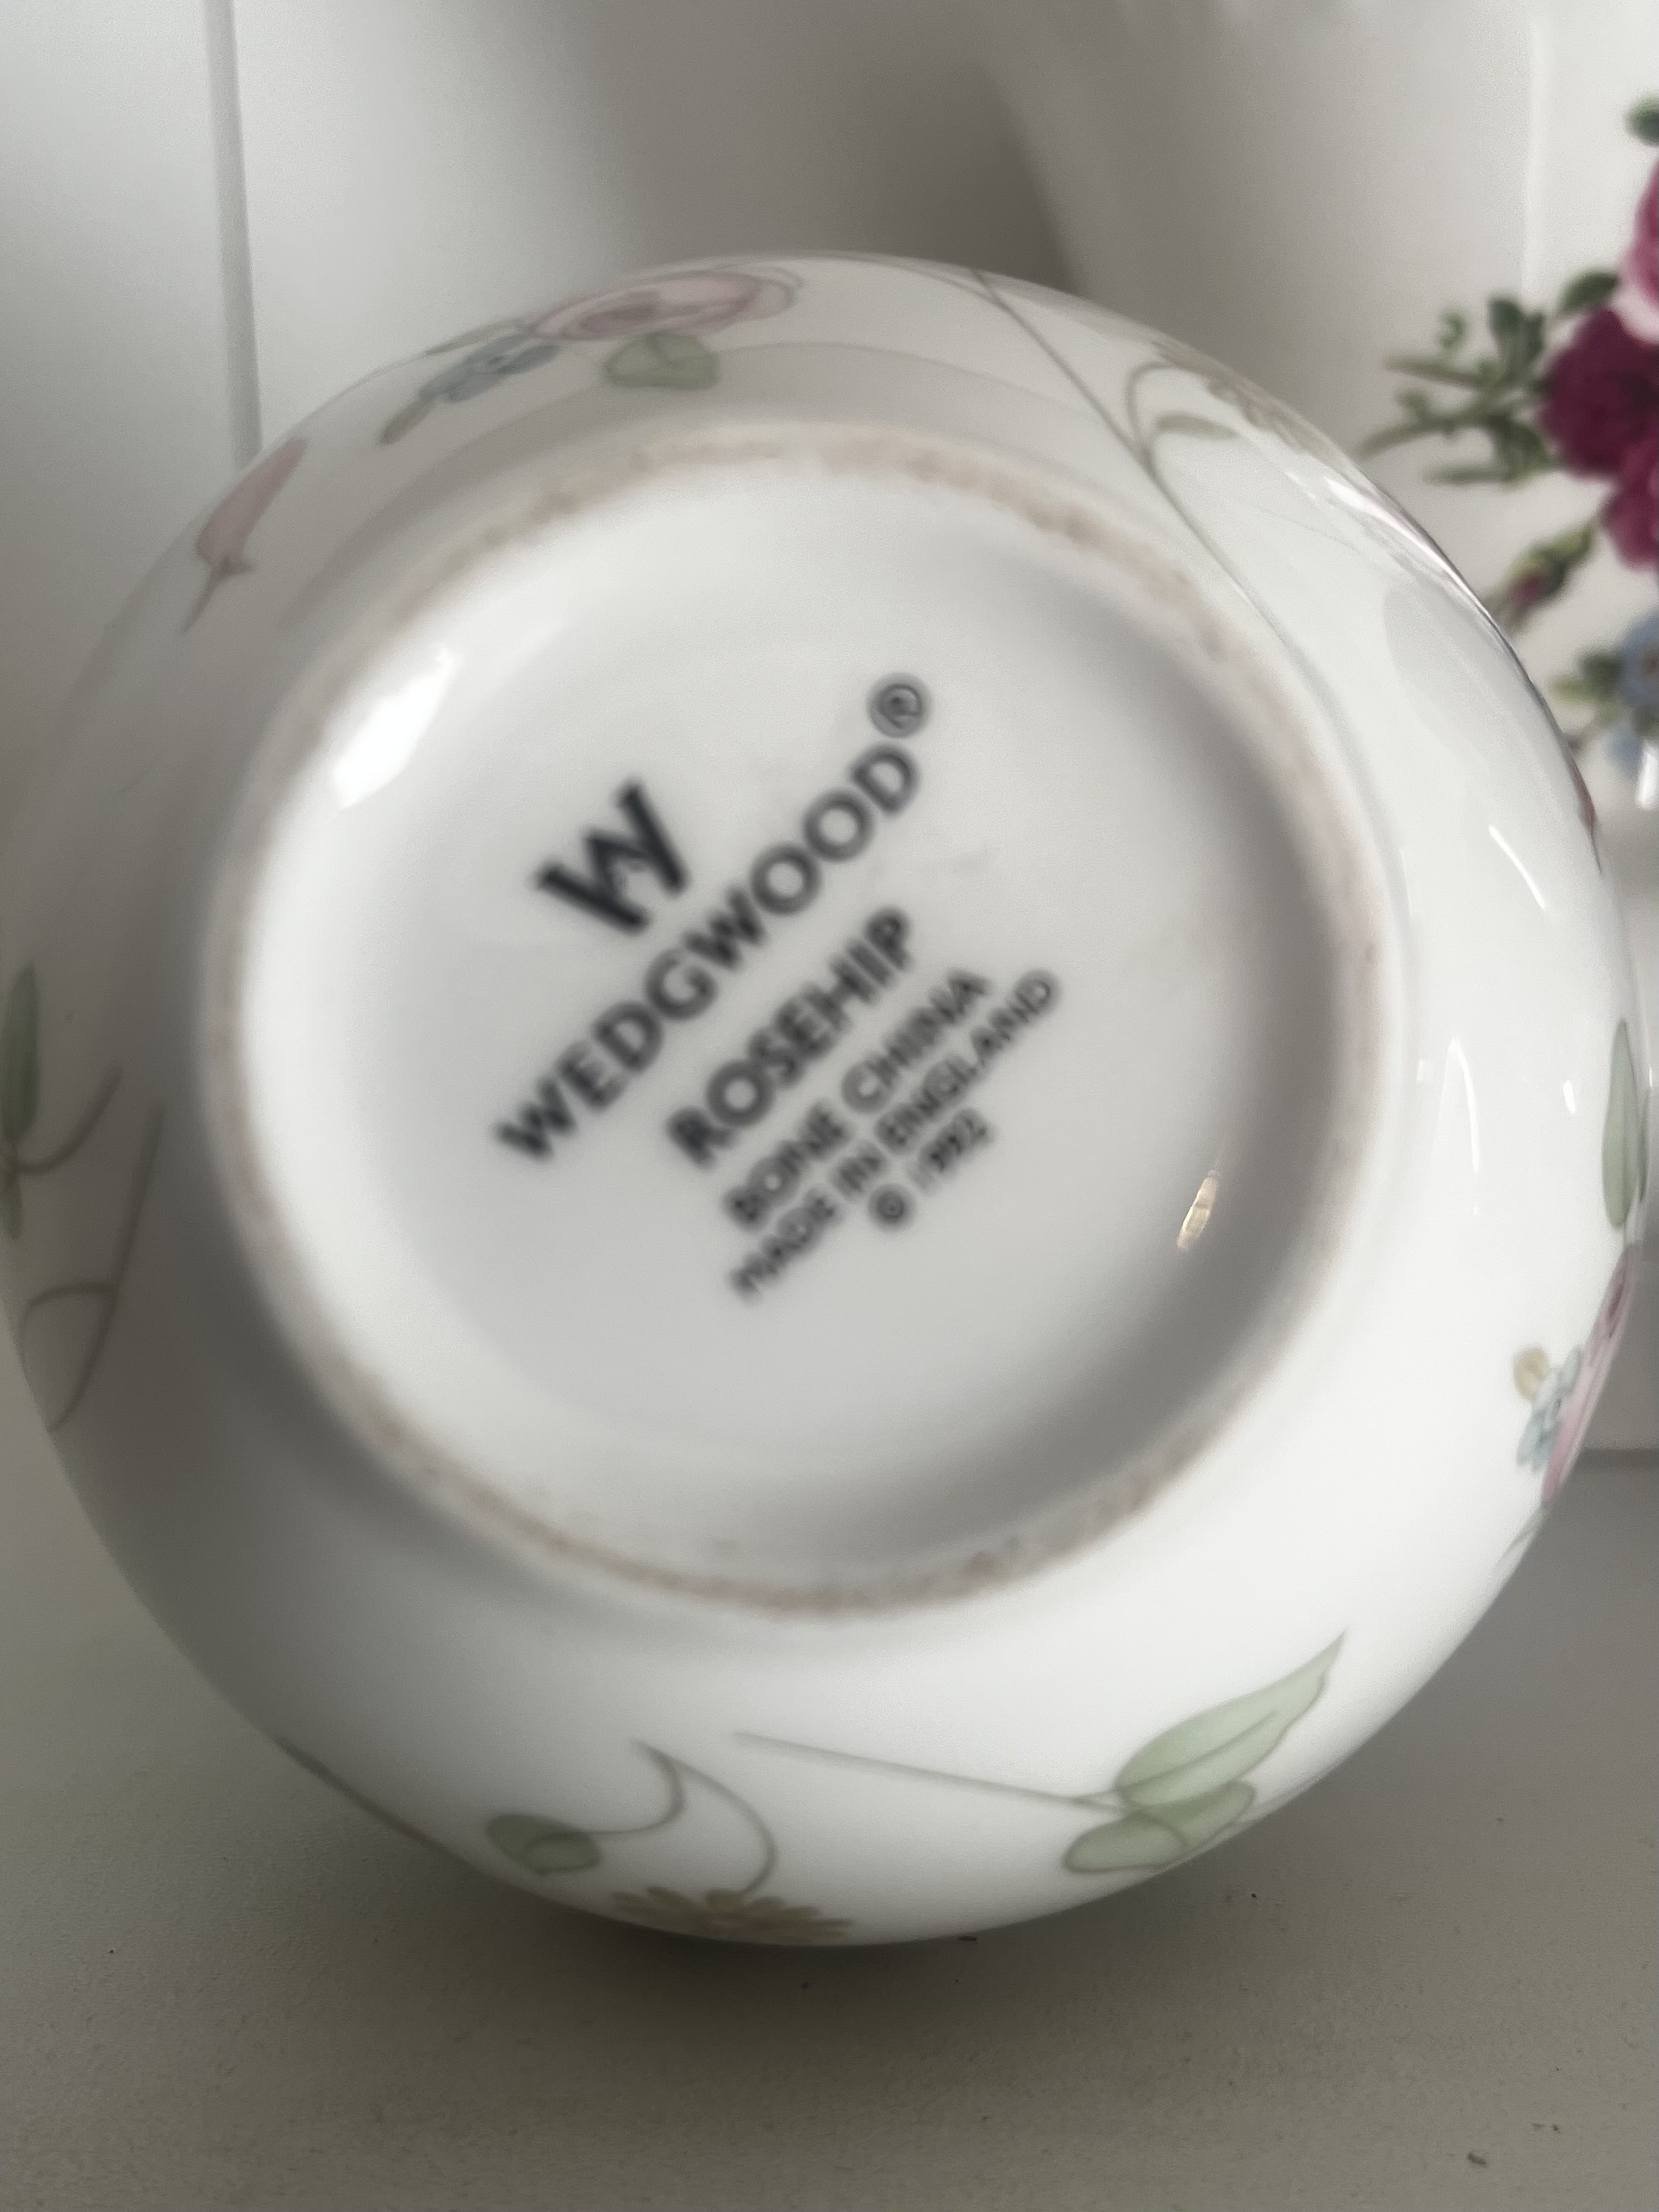 W
WEDGWOOD®
ROSEHIP
BONE CHINA
MADE IN ENGLAND
© 1992